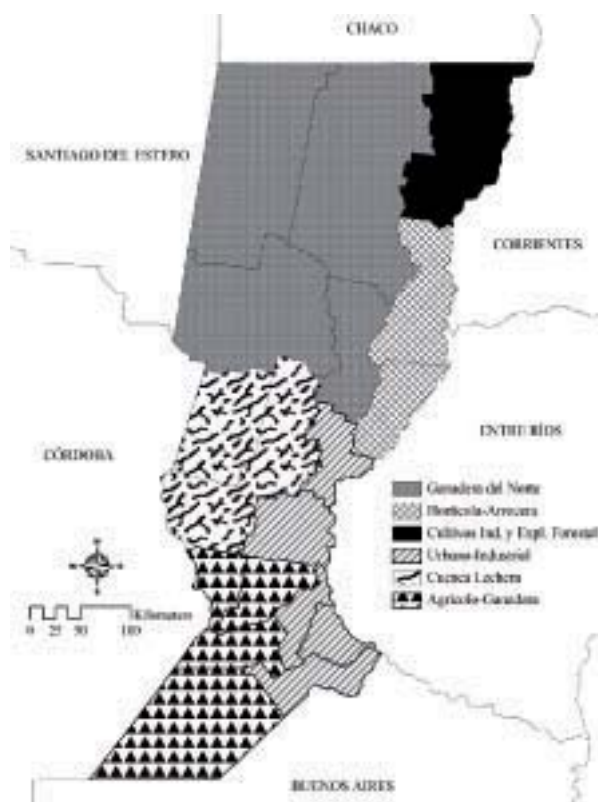 CHACO
SANTIAGO DEL ESTERO
CORRIENTES
ENTRE RÍOS
CÓRDOBA
Ganadera del Norte
Hortícola-Arrocera
Cultivos Ind. y Expl. Forestal
Urbano-Industrial
Cuenca Lechera
Agrícola-Ganadera
Kilómetros
0 25 50 100
BUENOS AIRES